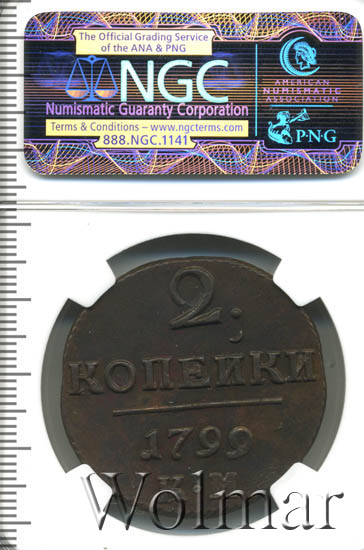 The Official Grading Service
of the ANA & PNG
NGC
Numismatic Guaranty Corporation
Terms & Conditions – www.ngcterms.com
888.NGC.1141
AMERICAN
NUMISMATIC
ASSOCIATION
PNG
2
КОПЕЙКИ
1799
К.М
Wolmar